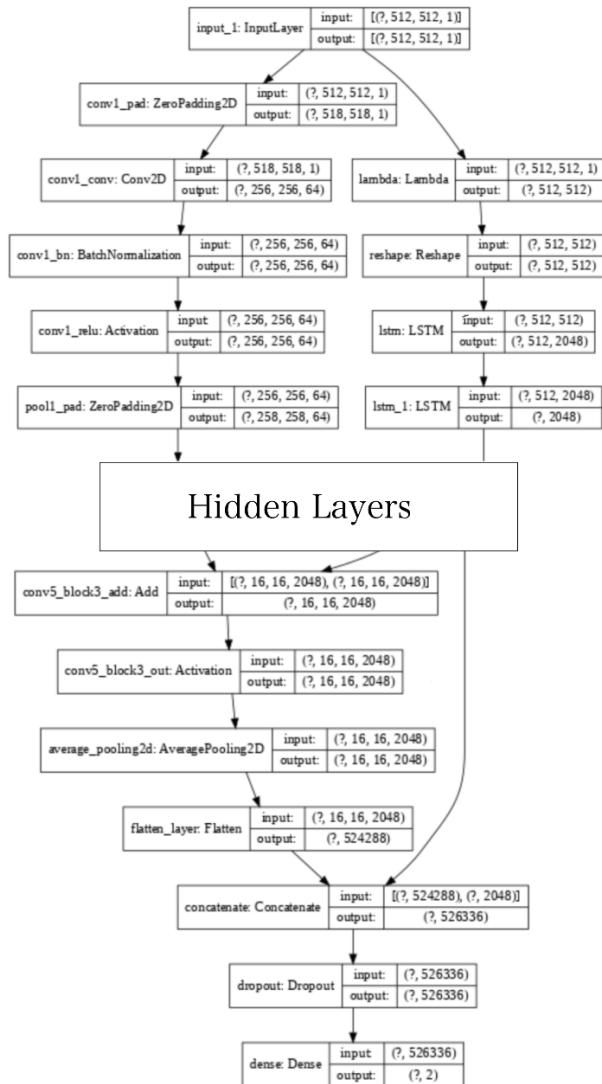 input_1: InputLayer
input: [(?, 512, 512, 1)]
output: [(?, 512, 512, 1)]
conv1_pad: ZeroPadding2D
input: (?, 512, 512, 1)
output: (?, 518, 518, 1)
conv1_conv: Conv2D
input: (?, 518, 518, 1)
output: (?, 256, 256, 64)
lambda: Lambda
input: (?, 512, 512, 1)
output: (?, 512, 512)
conv1_bn: BatchNormalization
input: (?, 256, 256, 64)
output: (?, 256, 256, 64)
reshape: Reshape
input: (?, 512, 512)
output: (?, 512, 512)
conv1_relu: Activation
input: (?, 256, 256, 64)
output: (?, 256, 256, 64)
lstm: LSTM
input: (?, 512, 512)
output: (?, 512, 2048)
pool1_pad: ZeroPadding2D
input: (?, 256, 256, 64)
output: (?, 258, 258, 64)
lstm_1: LSTM
input: (?, 512, 2048)
output: (?, 2048)
Hidden Layers
conv5_block3_add: Add
input: [(?, 16, 16, 2048), (?, 16, 16, 2048)]
output: (?, 16, 16, 2048)
conv5_block3_out: Activation
input: (?, 16, 16, 2048)
output: (?, 16, 16, 2048)
average_pooling2d: AveragePooling2D
input: (?, 16, 16, 2048)
output: (?, 16, 16, 2048)
flatten_layer: Flatten
input: (?, 16, 16, 2048)
output: (?, 524288)
concatenate: Concatenate
input: [(?, 524288), (?, 2048)]
output: (?, 526336)
dropout: Dropout
input: (?, 526336)
output: (?, 526336)
dense: Dense
input: (?, 526336)
output: (?, 2)